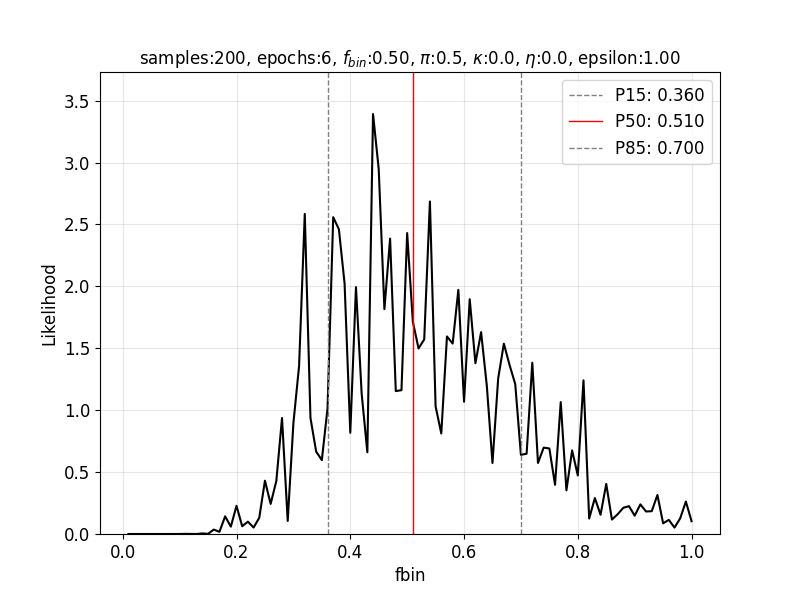 samples:200, epochs:6, f_bin:0.50, π:0.5, κ:0.0, η:0.0, epsilon:1.00
P15: 0.360
P50: 0.510
P85: 0.700
Likelihood
3.5
3.0
2.5
2.0
1.5
1.0
0.5
0.0
0.0 0.2 0.4 0.6 0.8 1.0
fbin